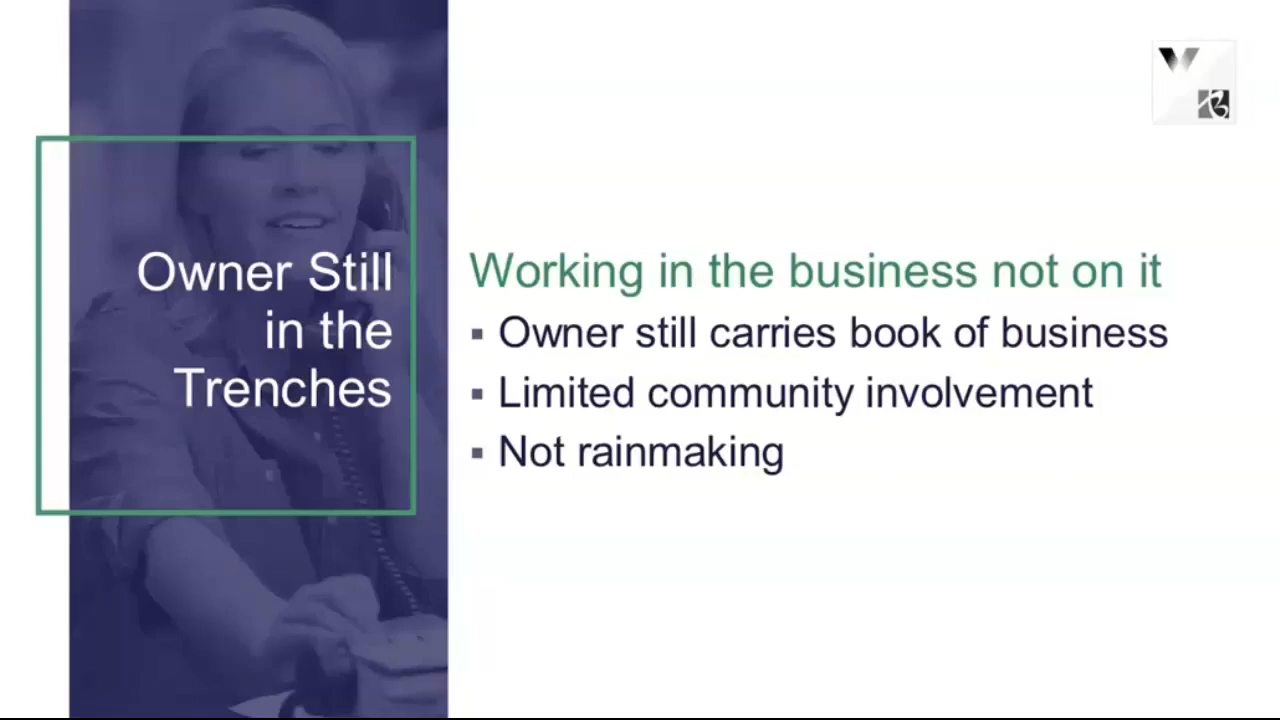 Owner Still
in the
Trenches
Working in the business not on it
▪ Owner still carries book of business
▪ Limited community involvement
▪ Not rainmaking